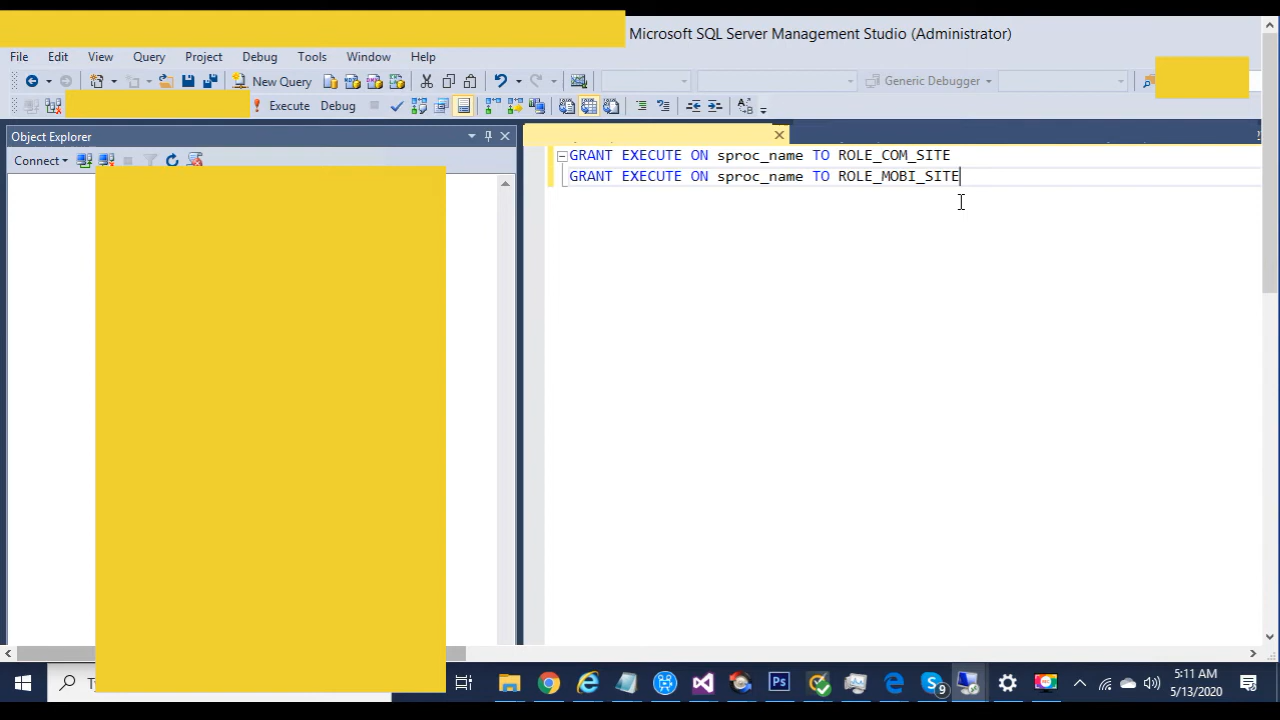 Microsoft SQL Server Management Studio (Administrator)
File Edit View Query Project Debug Tools Window Help
New Query Generic Debugger
Execute Debug
Object Explorer
Connect
GRANT EXECUTE ON sproc_name TO ROLE_COM_SITE
GRANT EXECUTE ON sproc_name TO ROLE_MOBI_SITE
Ps
9
5:11 AM
5/13/2020